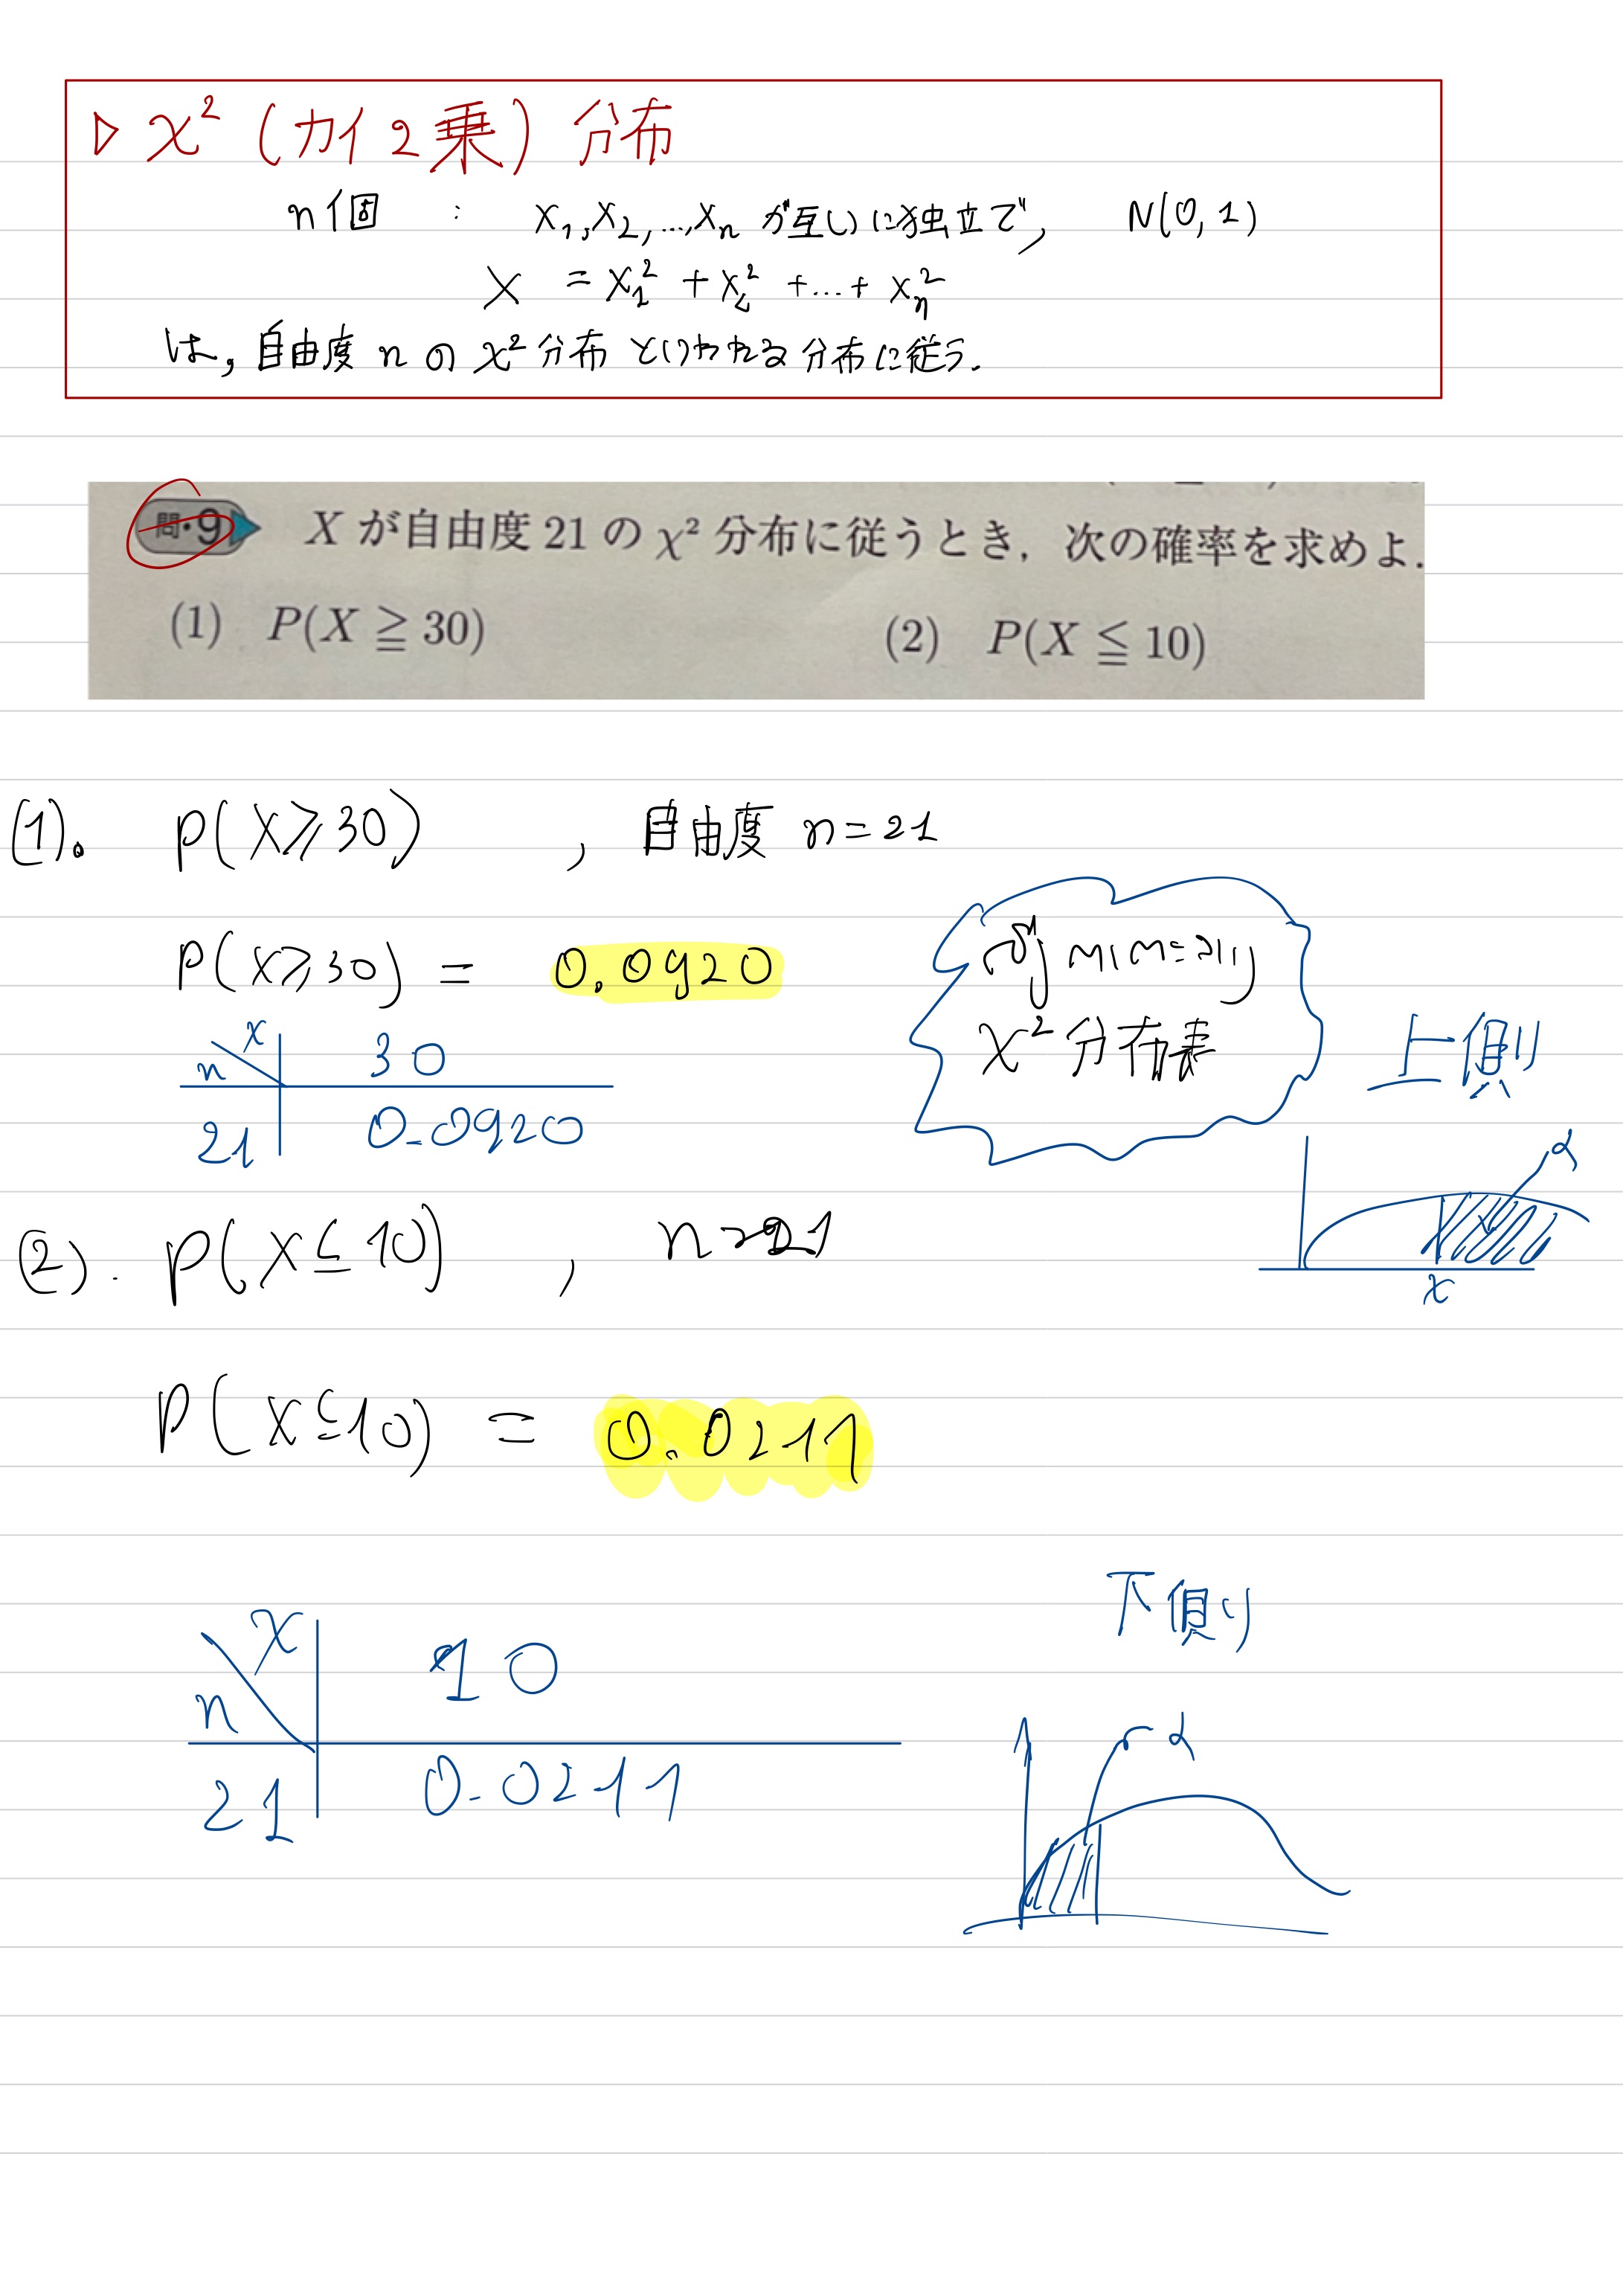 ▷ χ² (カイ2乗) 分布
n個 : X₁, X₂, ..., Xₙ が互いに独立で, N(0, 1)
X = X₁² + X₂² + ... + Xₙ²
は, 自由度 n の χ² 分布 といわれる 分布に従う.
問・9 X が自由度 21 の χ² 分布に従うとき, 次の確率を求めよ.
(1) P(X ≧ 30) (2) P(X ≦ 10)
(1)。 P(X ≥ 30) , 自由度 n = 21
P(X ≥ 30) = 0.0920
χ² 分布表
上側
n x 30
21 0.0920
α
x
(2). P(X ≤ 10) , n = 21
P(X ≤ 10) = 0.0211
下側
n x 10
21 0.0211
α